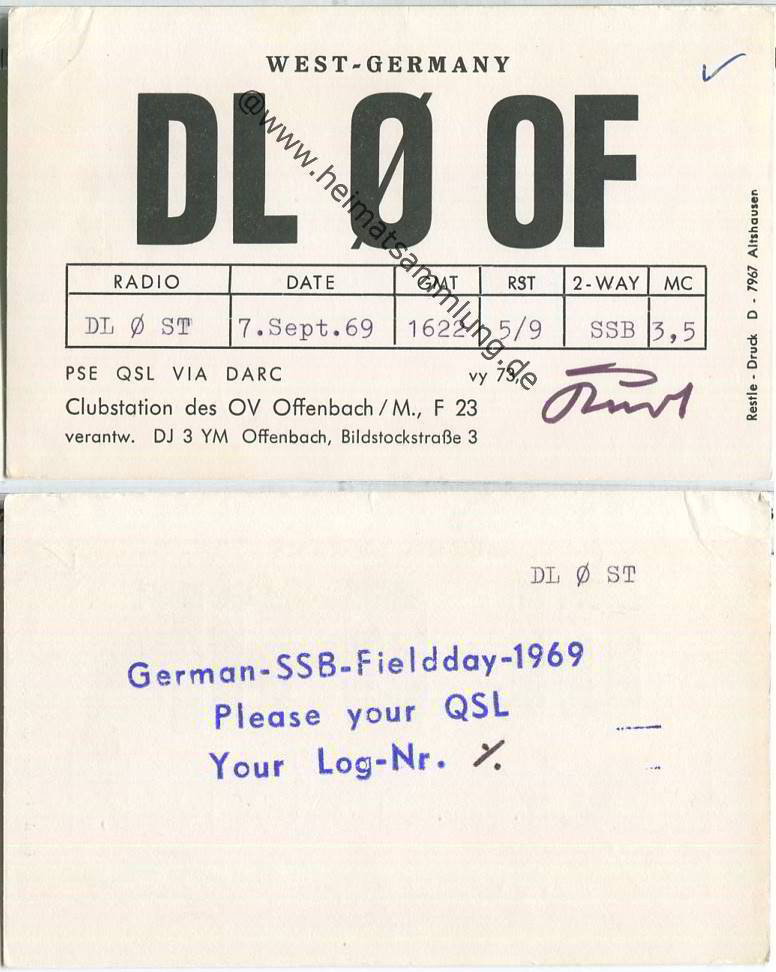 WEST-GERMANY
DL Ø OF
RADIO DATE GMT RST 2-WAY MC
DL Ø ST 7.Sept.69 1622 5/9 SSB 3,5
PSE QSL VIA DARC vy 73,
Clubstation des OV Offenbach/M., F 23
verantw. DJ 3 YM Offenbach, Bildstockstraße 3
Restle - Druck D - 7967 Altshausen
@www.heimatsammlung.de
DL Ø ST
German-SSB-Fieldday-1969
Please your QSL
Your Log-Nr. ⁒